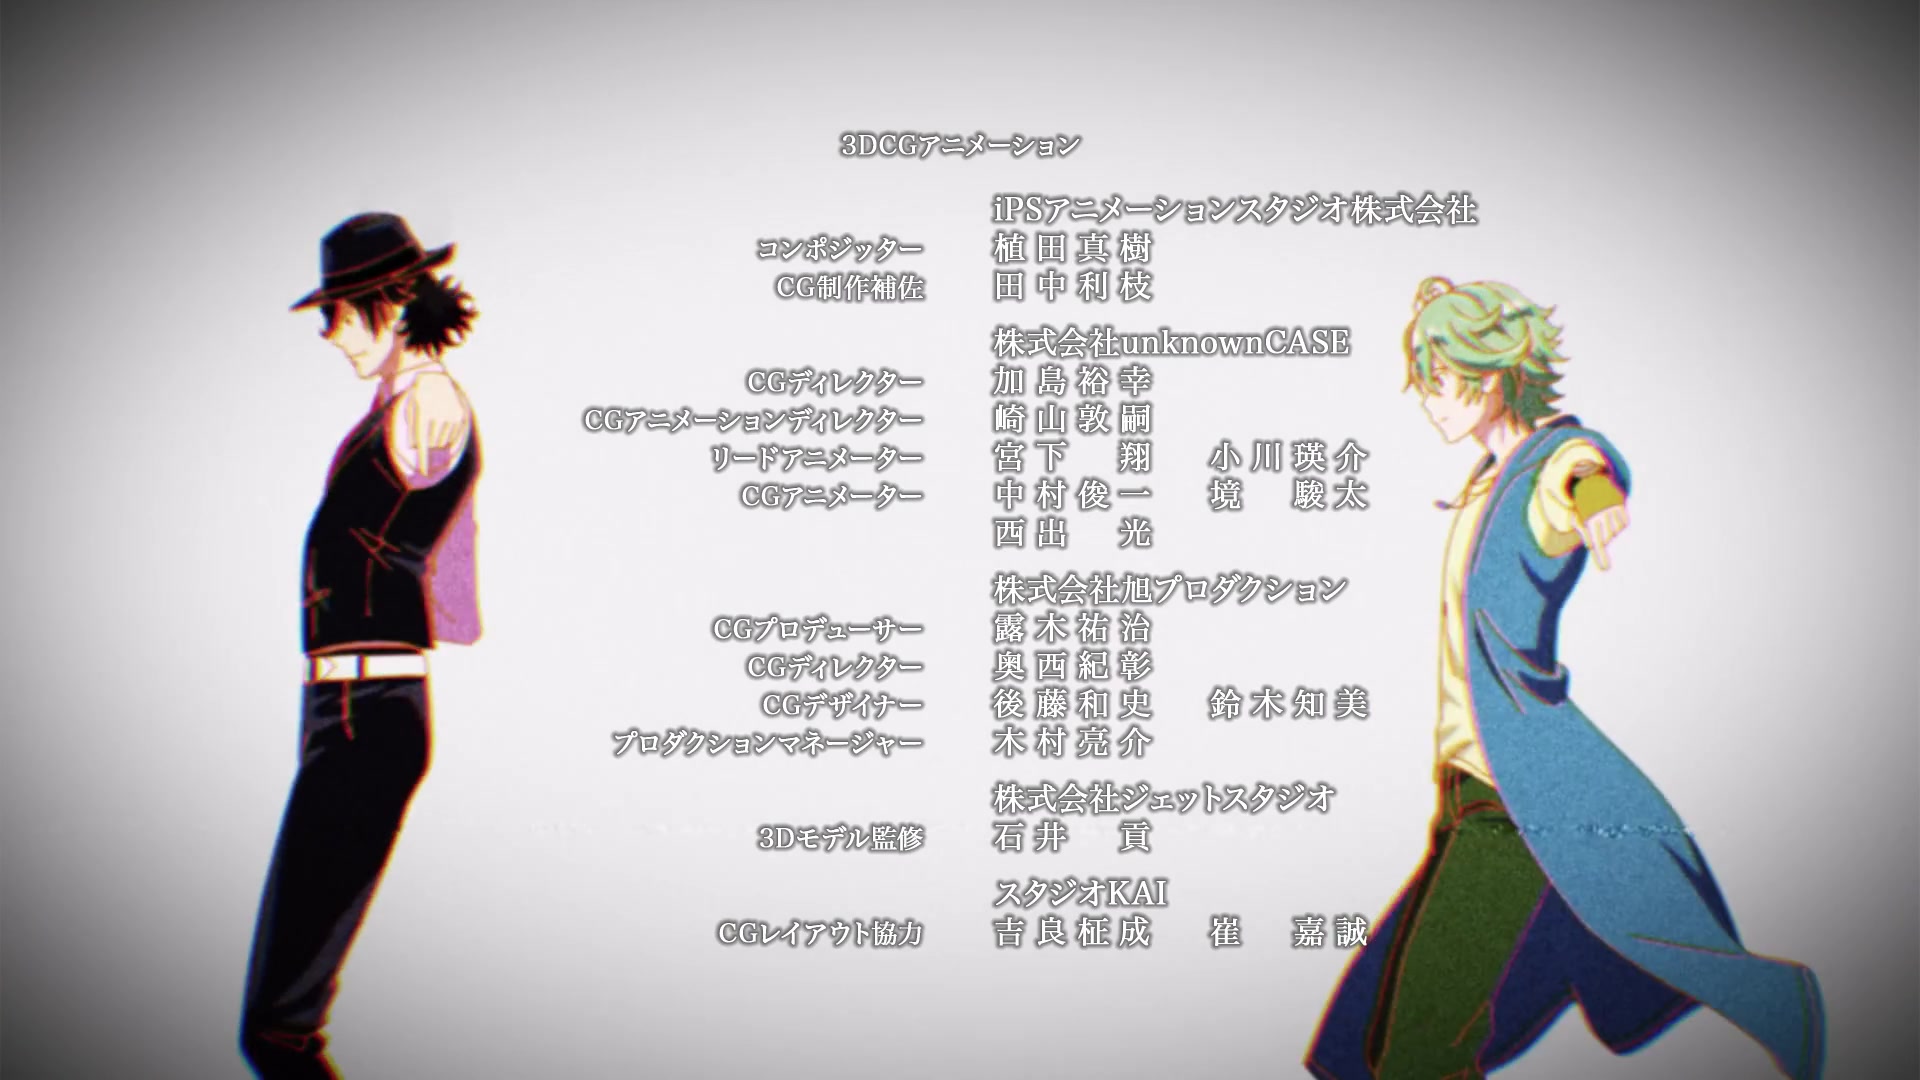 3DCGアニメーション
iPSアニメーションスタジオ株式会社
コンポジッター 植田真樹
CG制作補佐 田中利枝
株式会社unknownCASE
CGディレクター 加島裕幸
CGアニメーションディレクター 崎山敦嗣
リードアニメーター 宮下 翔 小川瑛介
CGアニメーター 中村俊一 境 駿太
西出 光
株式会社旭プロダクション
CGプロデューサー 露木祐治
CGディレクター 奥西紀彰
CGデザイナー 後藤和史 鈴木知美
プロダクションマネージャー 木村亮介
株式会社ジェットスタジオ
3Dモデル監修 石井 貢
スタジオKAI
CGレイアウト協力 吉良柾成 崔 嘉誠